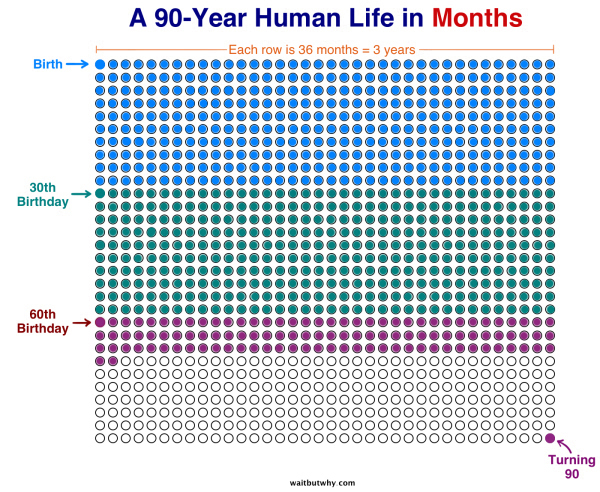 A 90-Year Human Life in Months
Each row is 36 months = 3 years
Birth
30th
Birthday
60th
Birthday
Turning
90
waitbutwhy.com